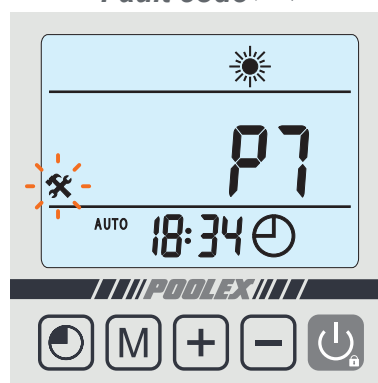 Fault code
P7
AUTO 18:34
POOLEX
M + −